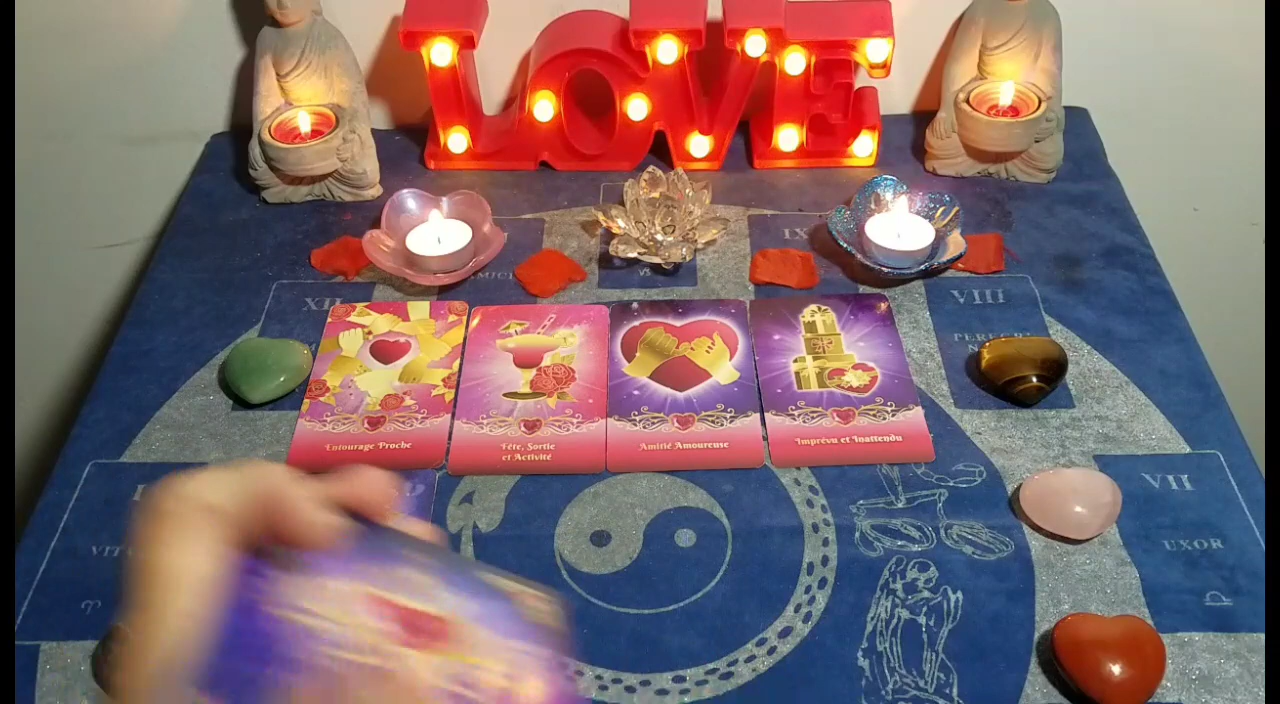 LOVE
IX
XII
VIII
Entourage Proche
Fête, Sortie
et Activité
Amitié Amoureuse
Imprévu et Inattendu
VII
UXOR